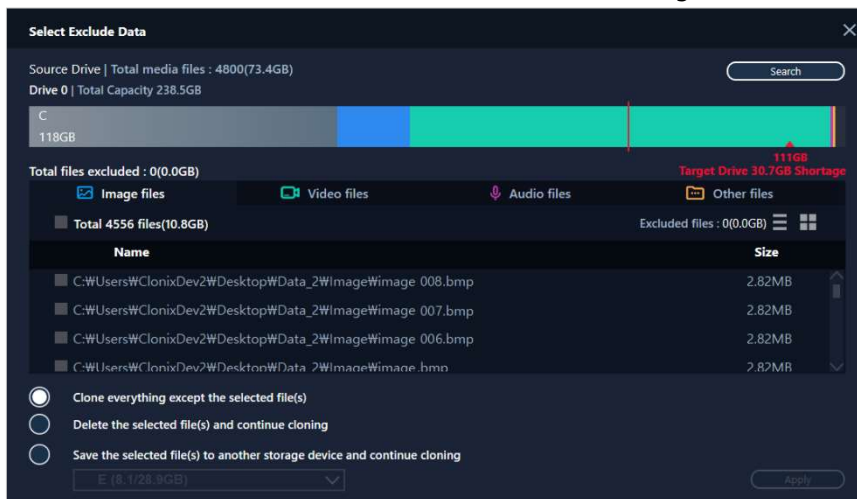 Select Exclude Data
Source Drive | Total media files : 4800(73.4GB)
Search
Drive 0 | Total Capacity 238.5GB
C
118GB
111GB
Total files excluded : 0(0.0GB)
Target Drive 30.7GB Shortage
Image files Video files Audio files Other files
Total 4556 files(10.8GB) Excluded files : 0(0.0GB)
Name Size
C:₩Users₩ClonixDev2₩Desktop₩Data_2₩Image₩image 008.bmp 2.82MB
C:₩Users₩ClonixDev2₩Desktop₩Data_2₩Image₩image 007.bmp 2.82MB
C:₩Users₩ClonixDev2₩Desktop₩Data_2₩Image₩image 006.bmp 2.82MB
C:₩Users₩ClonixDev2₩Desktop₩Data_2₩Image₩image.bmp 2.82MB
Clone everything except the selected file(s)
Delete the selected file(s) and continue cloning
Save the selected file(s) to another storage device and continue cloning
E (8.1/28.9GB)
Apply